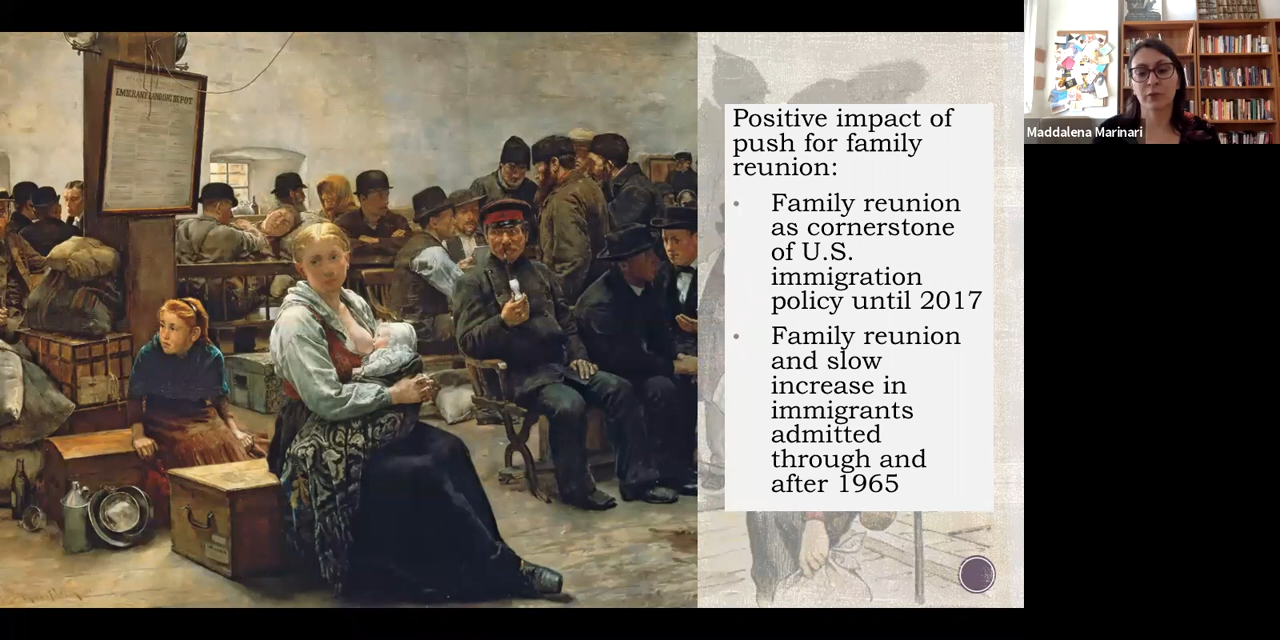 EMIGRANT LANDING DEPOT
Positive impact of
push for family
reunion:
• Family reunion
as cornerstone
of U.S.
immigration
policy until 2017
• Family reunion
and slow
increase in
immigrants
admitted
through and
after 1965
Maddalena Marinari